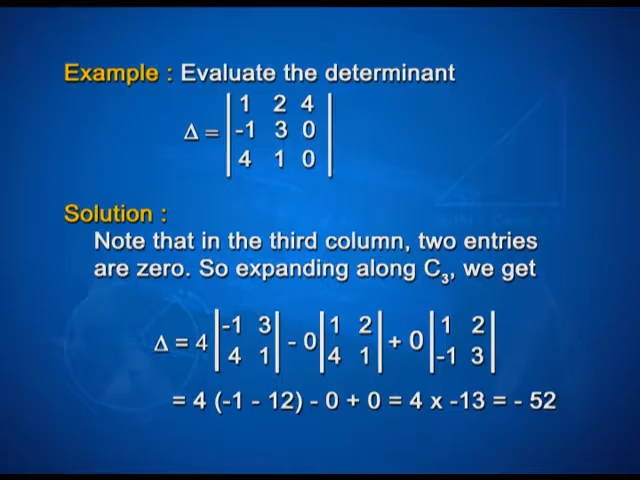 Example : Evaluate the determinant
Δ = | 1 2 4 |
| -1 3 0 |
| 4 1 0 |
Solution :
Note that in the third column, two entries
are zero. So expanding along C₃, we get
Δ = 4 | -1 3 | - 0 | 1 2 | + 0 | 1 2 |
| 4 1 | | 4 1 | | -1 3 |
= 4 (-1 - 12) - 0 + 0 = 4 x -13 = - 52